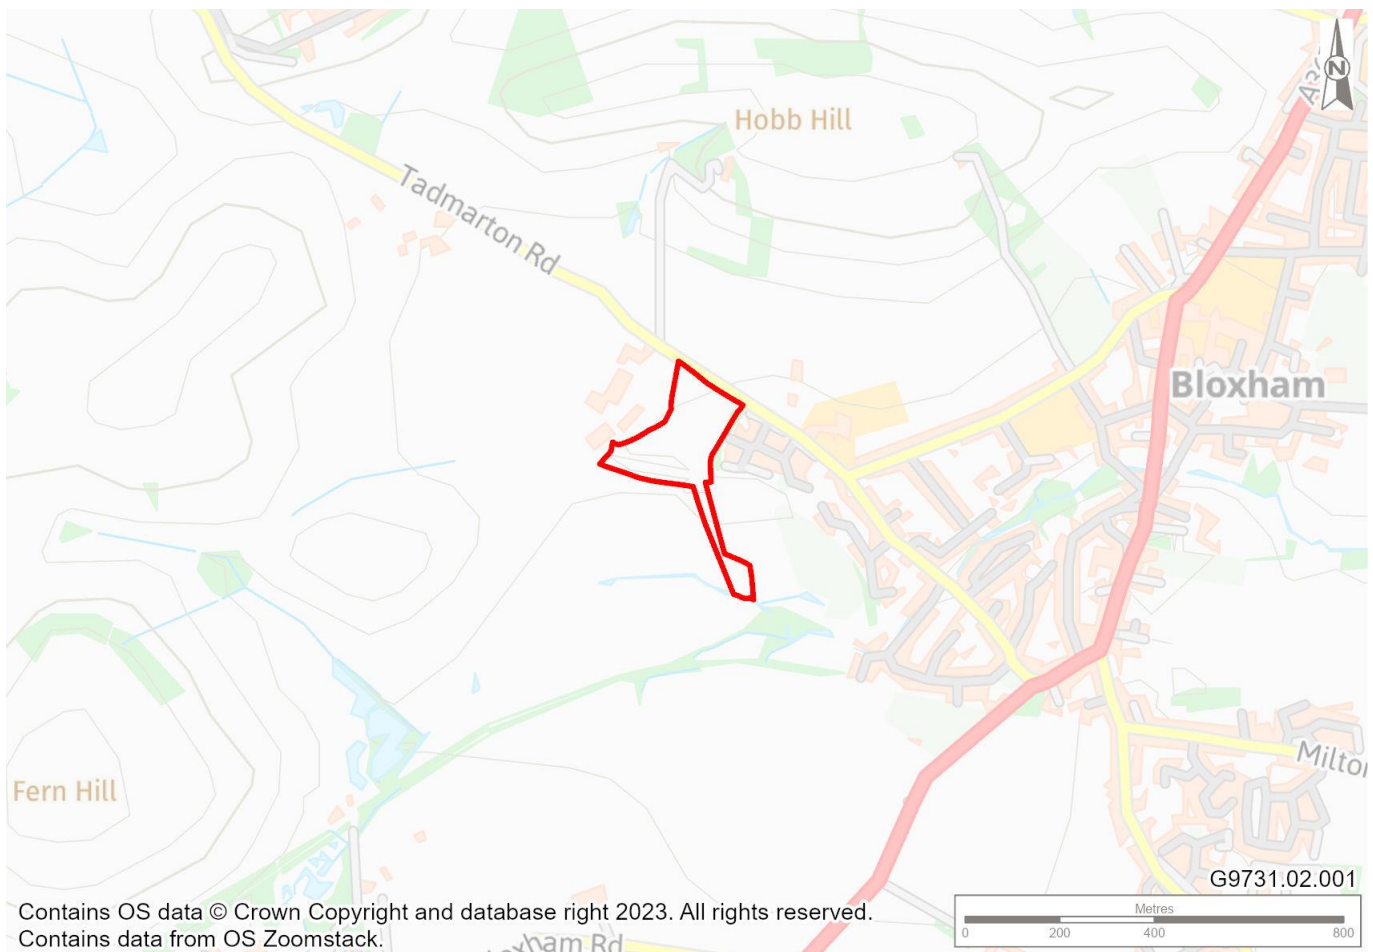 Hobb Hill
N
Tadmarton Rd
Bloxham
Fern Hill
G9731.02.001
Metres
0 200 400 800
Contains OS data © Crown Copyright and database right 2023. All rights reserved.
Contains data from OS Zoomstack.